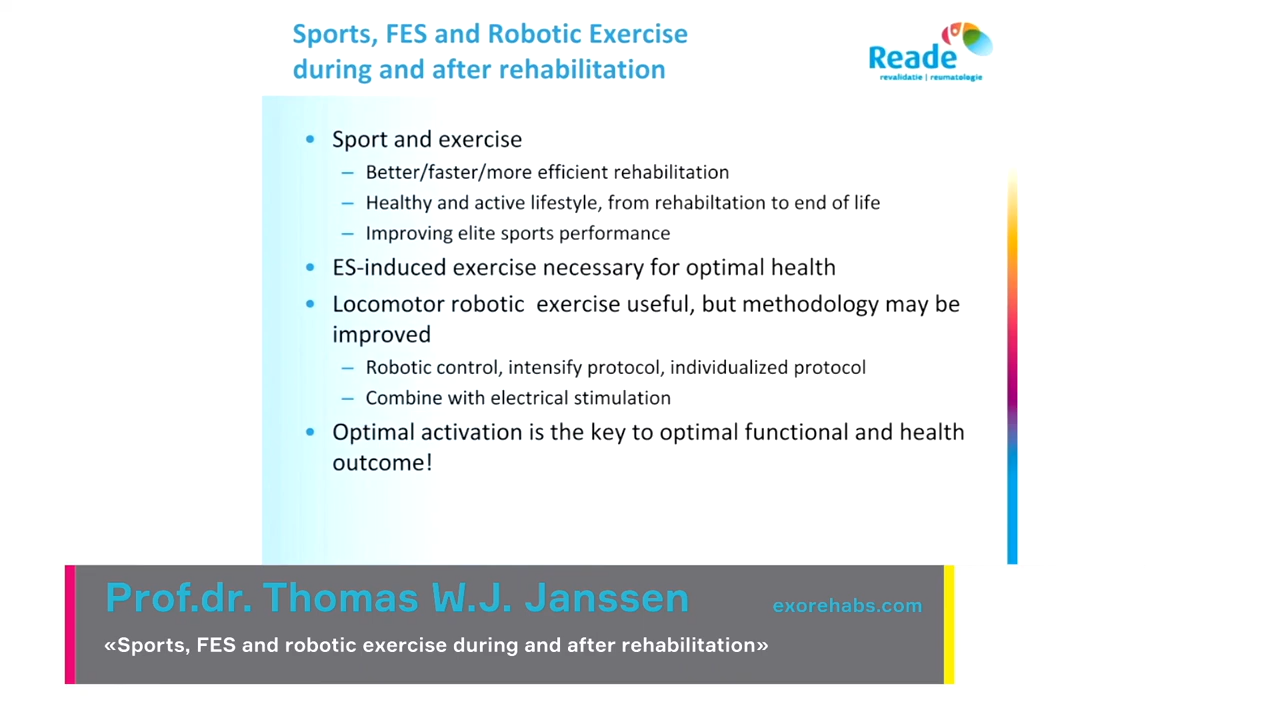 Sports, FES and Robotic Exercise
during and after rehabilitation
Reade
revalidatie | reumatologie
• Sport and exercise
– Better/faster/more efficient rehabilitation
– Healthy and active lifestyle, from rehabiltation to end of life
– Improving elite sports performance
• ES-induced exercise necessary for optimal health
• Locomotor robotic exercise useful, but methodology may be
improved
– Robotic control, intensify protocol, individualized protocol
– Combine with electrical stimulation
• Optimal activation is the key to optimal functional and health
outcome!
Prof.dr. Thomas W.J. Janssen
exorehabs.com
«Sports, FES and robotic exercise during and after rehabilitation»